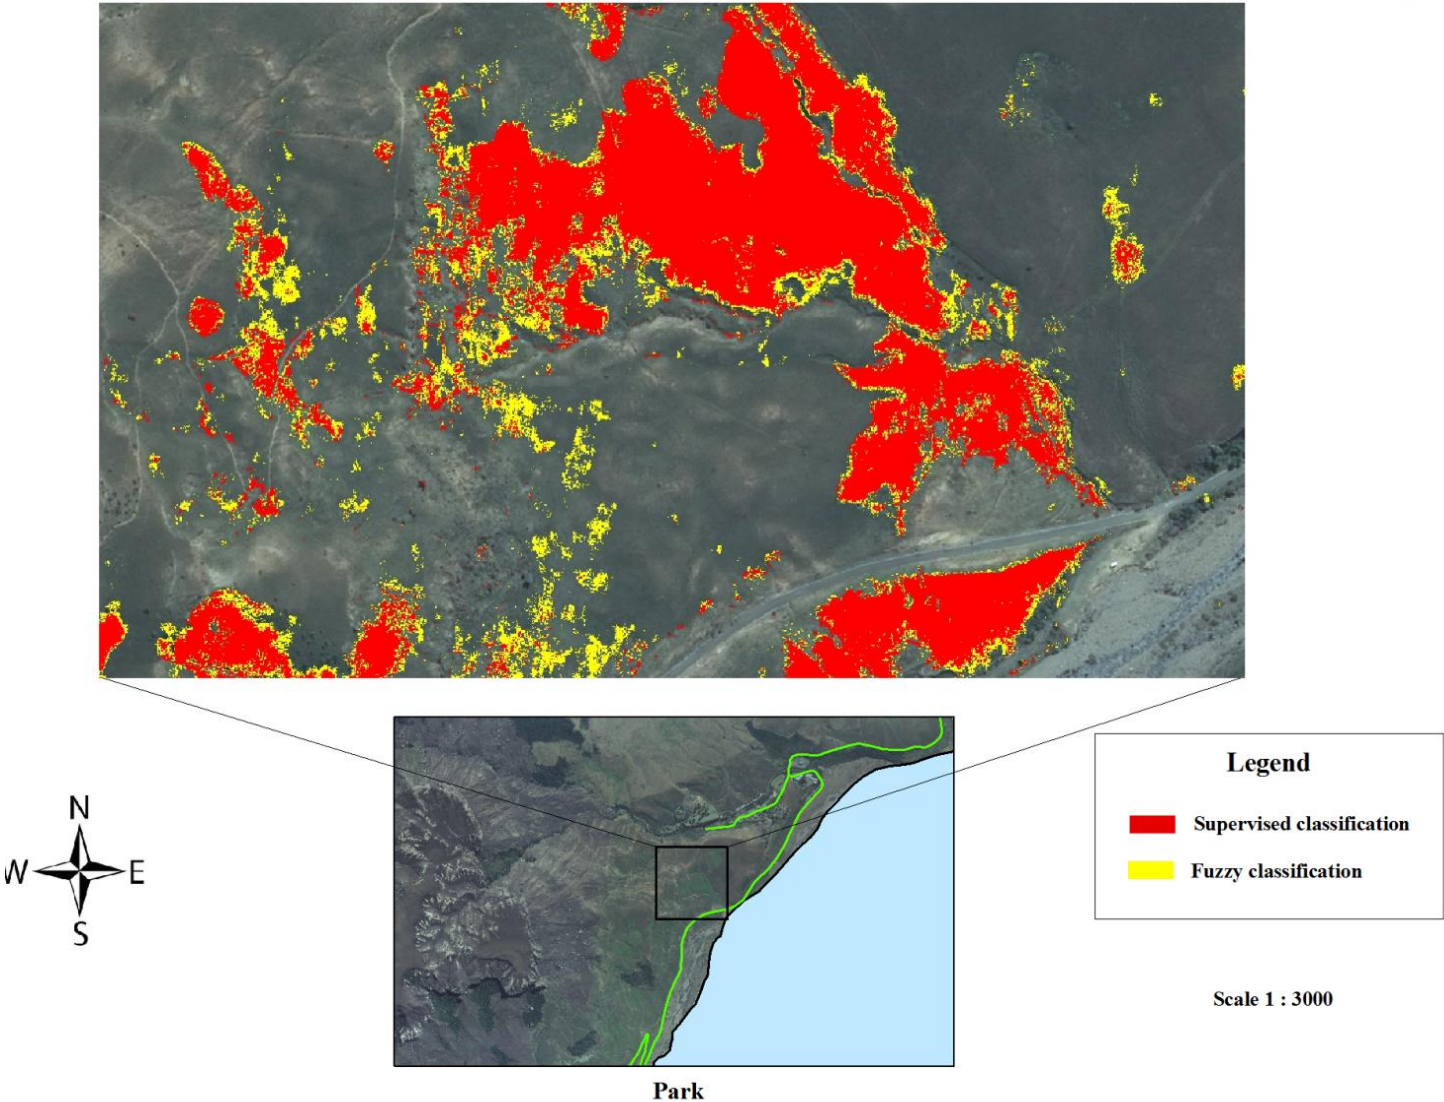 Legend
Supervised classification
Fuzzy classification
N
W
E
S
Scale 1 : 3000
Park